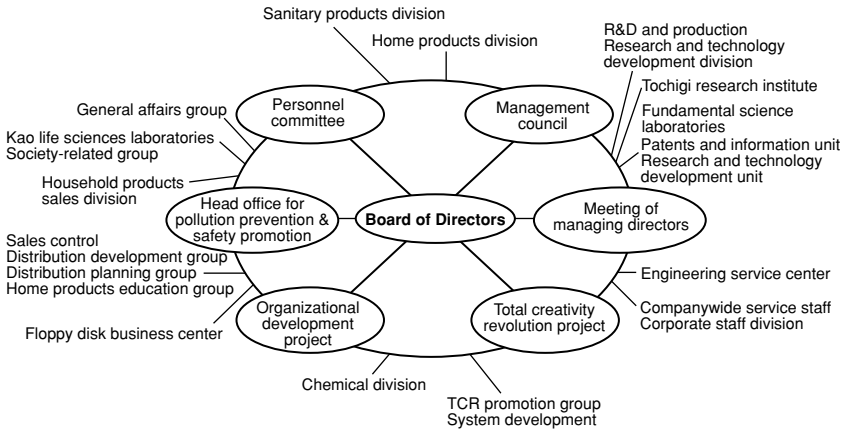 Sanitary products division
Home products division
R&D and production
Research and technology
development division
Tochigi research institute
Fundamental science
laboratories
Patents and information unit
Research and technology
development unit
Personnel
committee
Management
council
General affairs group
Kao life sciences laboratories
Society-related group
Household products
sales division
Head office for
pollution prevention &
safety promotion
Board of Directors
Meeting of
managing directors
Sales control
Distribution development group
Distribution planning group
Home products education group
Engineering service center
Companywide service staff
Corporate staff division
Organizational
development
project
Total creativity
revolution project
Floppy disk business center
Chemical division
TCR promotion group
System development